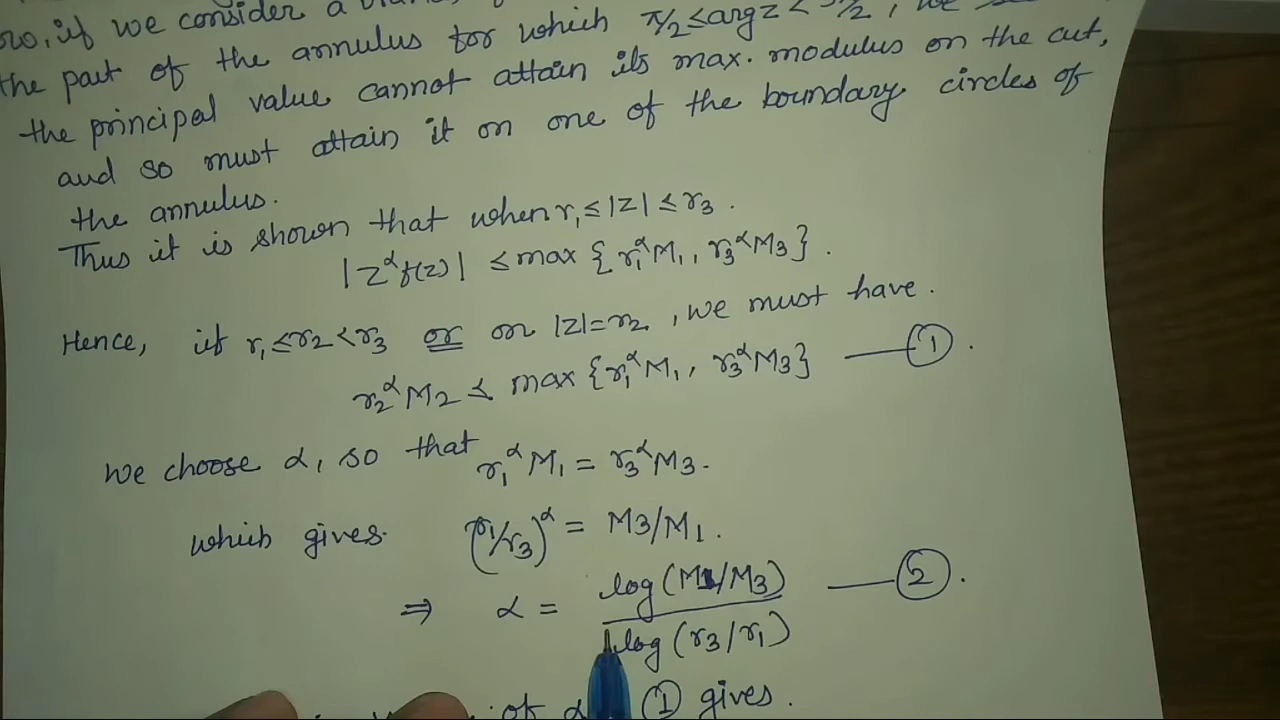 if we consider a
the part of the annulus for which π/2 ≤ arg z <
the principal value cannot attain its max. modulus on the cut,
and so must attain it on one of the boundary circles of
the annulus.
Thus it is shown that when r₁ ≤ |z| ≤ r₃ .
|z^α f(z)| ≤ max { r₁^α M₁, , r₃^α M₃ } .
Hence, if r₁ ≤ r₂ < r₃ or on |z| = r₂ , we must have .
r₂^α M₂ ≤ max { r₁^α M₁ , r₃^α M₃ } —— ① .
We choose α, so that r₁^α M₁ = r₃^α M₃ .
which gives. (r₁/r₃)^α = M₃/M₁ .
⇒ α = log (M₁/M₃) / log (r₃/r₁) —— ② .
of α ① gives .